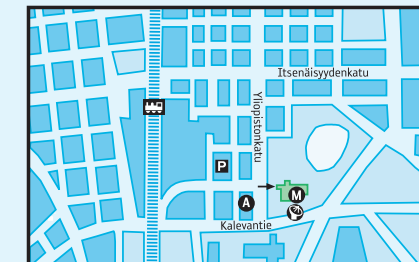 Itsenäisyydenkatu
Yliopistonkatu
P
M
A
Kalevantie